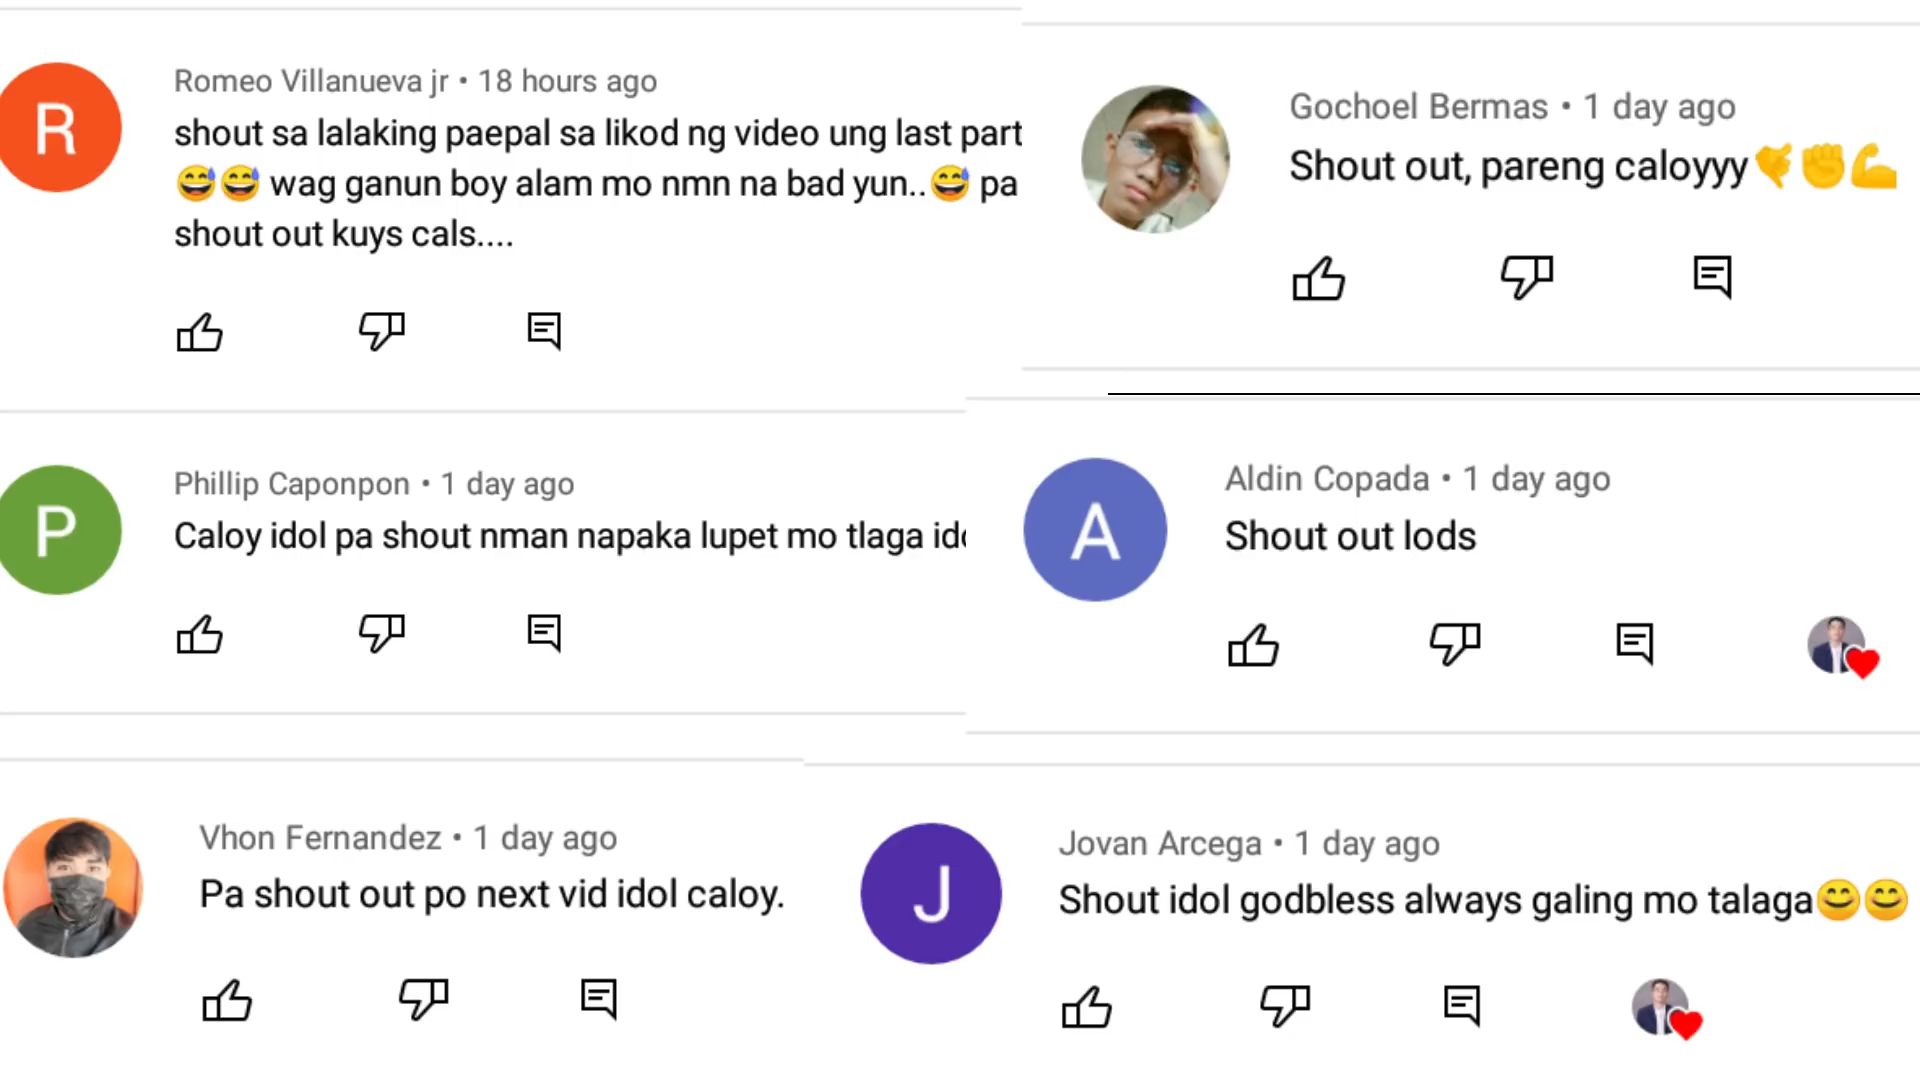 R
Romeo Villanueva jr • 18 hours ago
shout sa lalaking paepal sa likod ng video ung last part
😅😅 wag ganun boy alam mo nmn na bad yun..😅 pa
shout out kuys cals....
Gochoel Bermas • 1 day ago
Shout out, pareng caloyyy🤙✊💪
P
Phillip Caponpon • 1 day ago
Caloy idol pa shout nman napaka lupet mo tlaga
A
Aldin Copada • 1 day ago
Shout out lods
Vhon Fernandez • 1 day ago
Pa shout out po next vid idol caloy.
J
Jovan Arcega • 1 day ago
Shout idol godbless always galing mo talaga😊😊